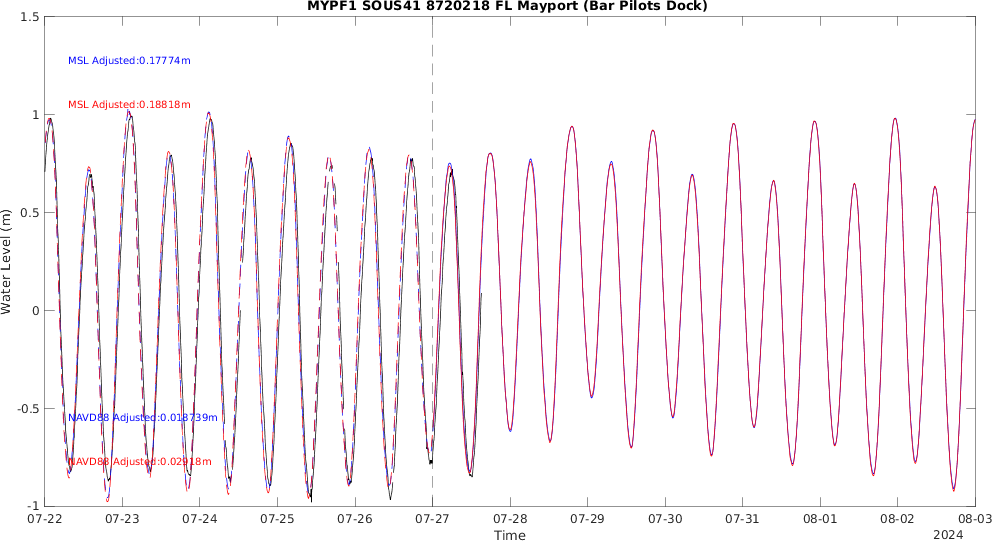 MYPF1 SOUS41 8720218 FL Mayport (Bar Pilots Dock)
1.5
MSL Adjusted:0.17774m
MSL Adjusted:0.18818m
1
0.5
Water Level (m)
0
-0.5
NAVD88 Adjusted:0.018739m
NAVD88 Adjusted:0.02918m
-1
07-22 07-23 07-24 07-25 07-26 07-27 07-28 07-29 07-30 07-31 08-01 08-02 08-03
Time
2024